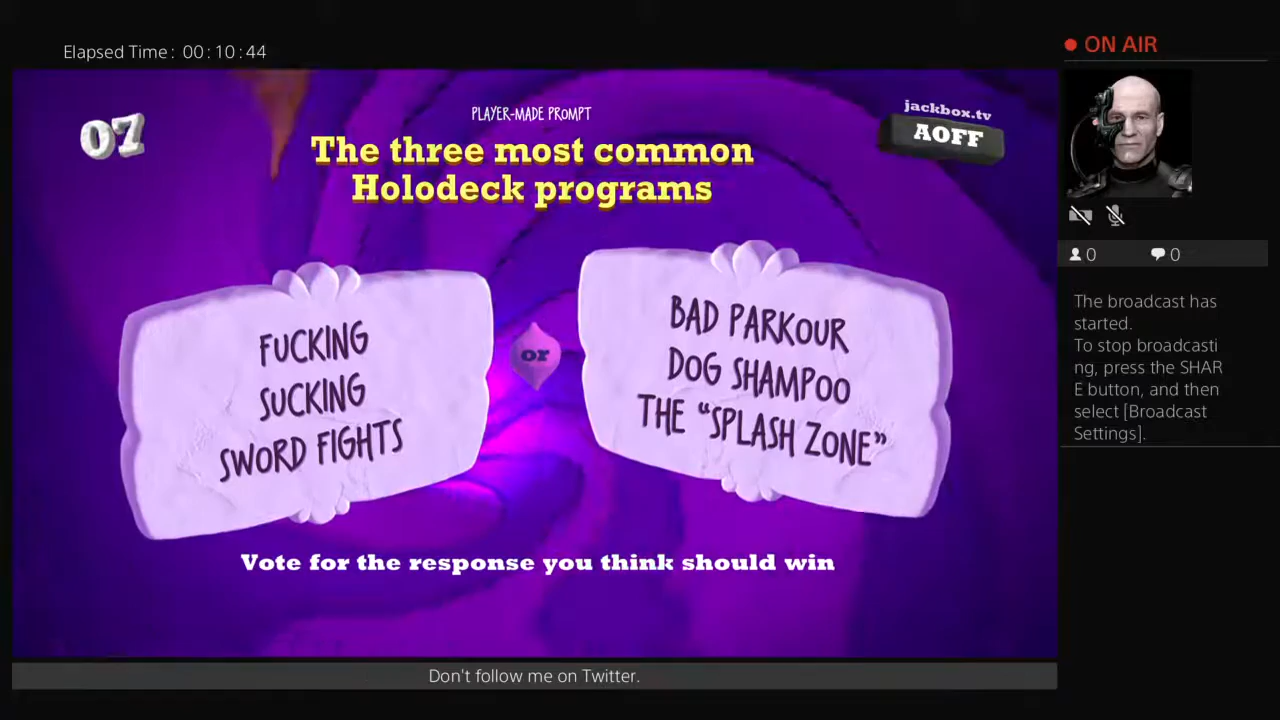 Elapsed Time: 00:10:44
ON AIR
07
PLAYER-MADE PROMPT
The three most common
Holodeck programs
jackbox.tv
AOFF
FUCKING
SUCKING
SWORD FIGHTS
or
BAD PARKOUR
DOG SHAMPOO
THE "SPLASH ZONE"
Vote for the response you think should win
0
0
The broadcast has
started.
To stop broadcasti
ng, press the SHAR
E button, and then
select [Broadcast
Settings].
Don't follow me on Twitter.